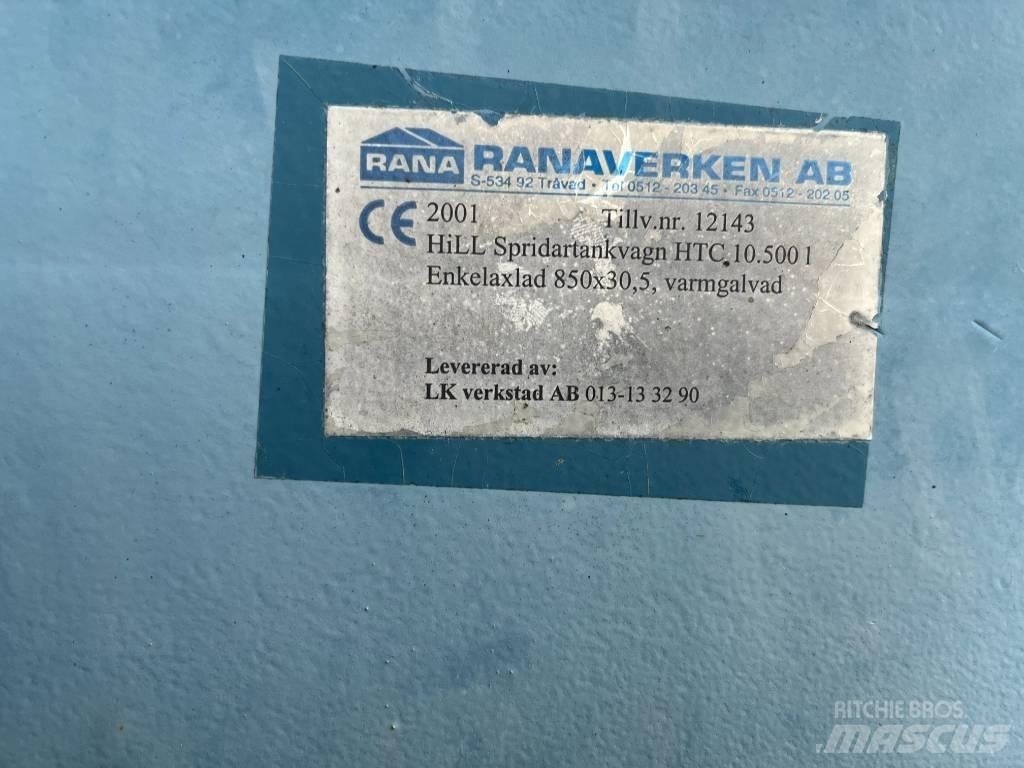 RANA RANAVERKEN AB
S-534 92 Tråvad • Tel 0512 - 203 45 • Fax 0512 - 202 05
CE 2001 Tillv.nr. 12143
HiLL Spridartankvagn HTC 10.500 l
Enkelaxlad 850x30,5, varmgalvad
Levererad av:
LK verkstad AB 013-13 32 90
RITCHIE BROS.
MASCUS